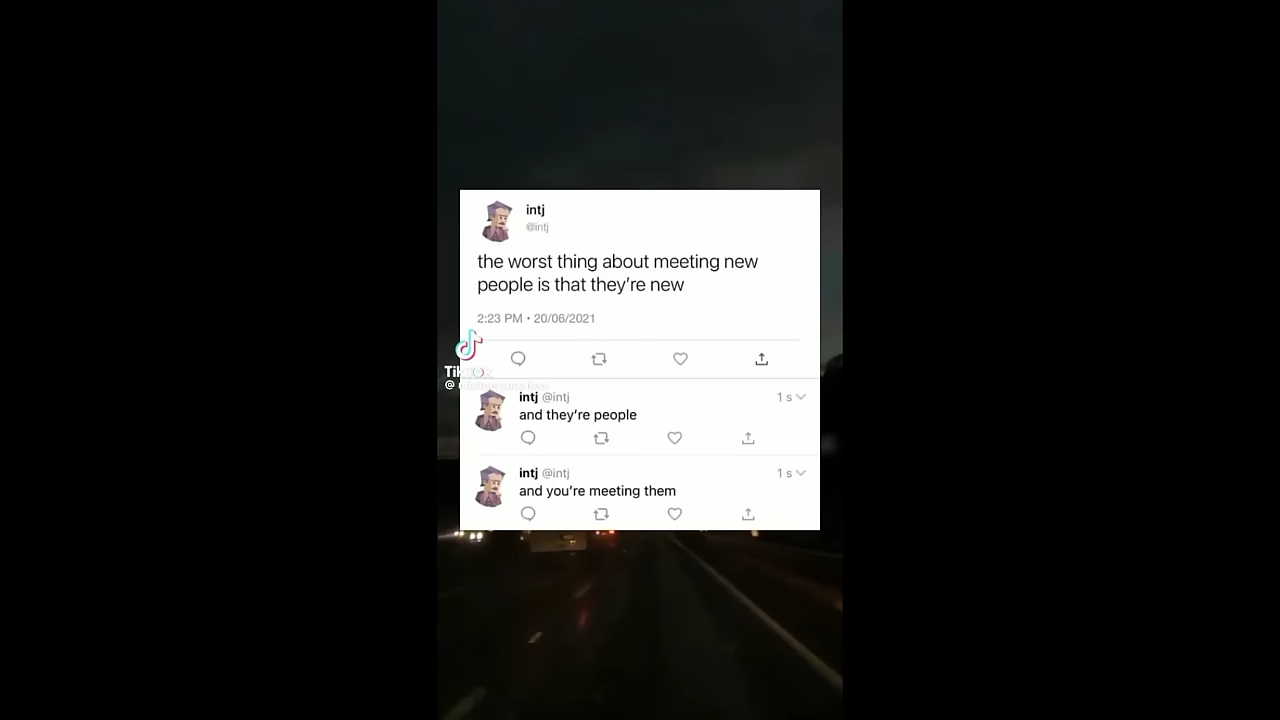 intj
@intj
the worst thing about meeting new
people is that they're new
2:23 PM • 20/06/2021
TikTok
intj @intj 1 s
and they're people
intj @intj 1 s
and you're meeting them